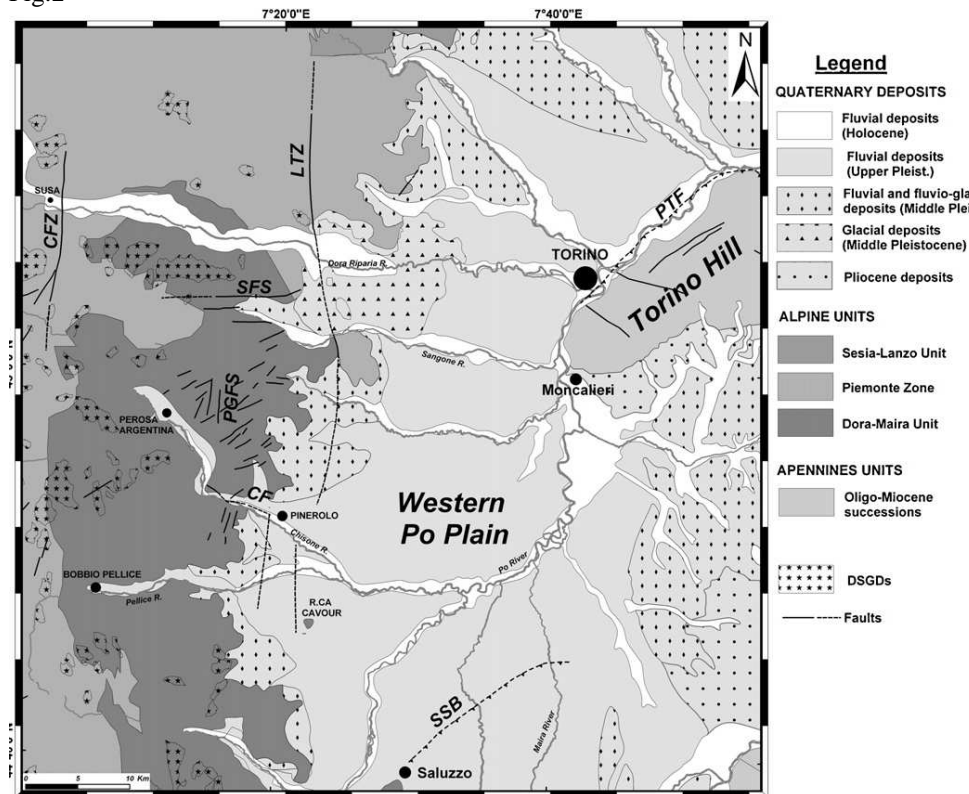 Fig.2
7°20'0"E
7°40'0"E
N
LTZ
SUSA
CFZ
PTF
TORINO
Torino Hill
Dora Riparia R.
SFS
Sangone R.
Moncalieri
PGFS
PEROSA
ARGENTINA
CF
PINEROLO
Chisone R.
Western
Po Plain
Po River
BOBBIO PELLICE
Pellice R.
R.CA
CAVOUR
SSB
Maira River
Saluzzo
0 5 10 Km
Legend
QUATERNARY DEPOSITS
Fluvial deposits
(Holocene)
Fluvial deposits
(Upper Pleist.)
Fluvial and fluvio-gla
deposits (Middle Plei
Glacial deposits
(Middle Pleistocene)
Pliocene deposits
ALPINE UNITS
Sesia-Lanzo Unit
Piemonte Zone
Dora-Maira Unit
APENNINES UNITS
Oligo-Miocene
successions
DSGDs
Faults